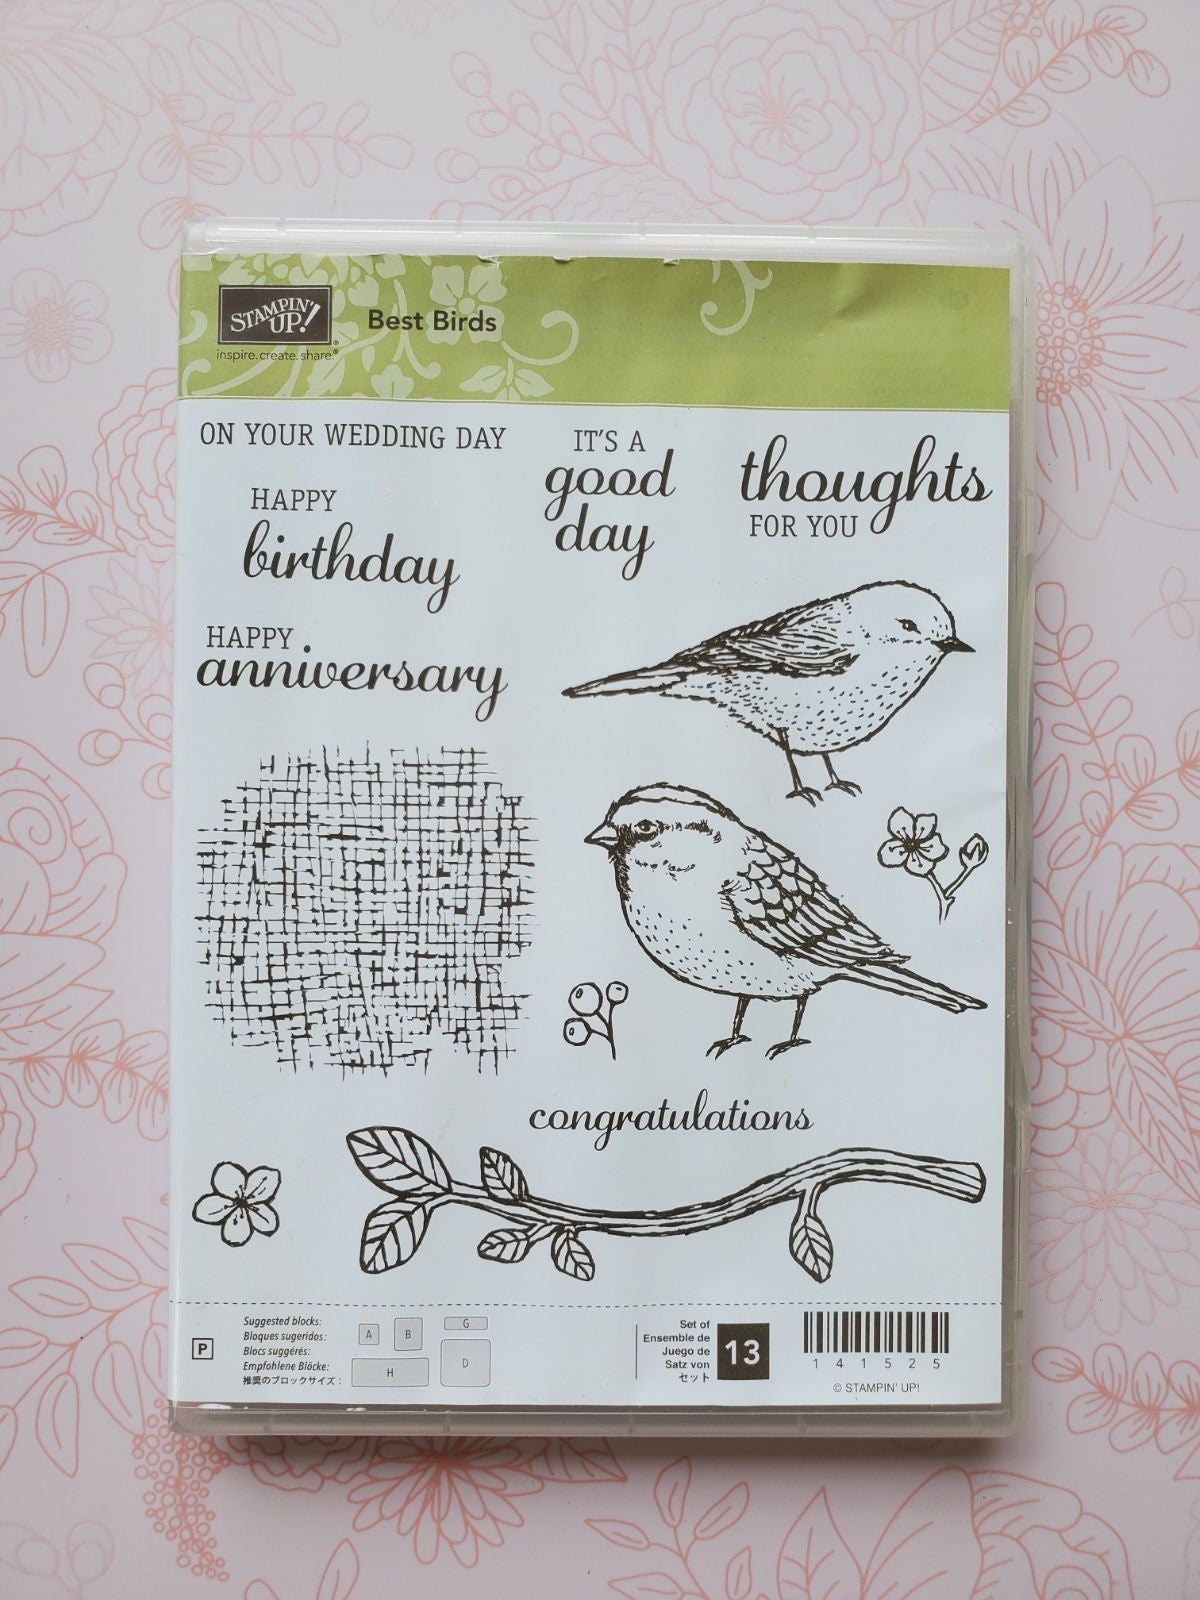 STAMPIN' UP!®
inspire.create.share.®
Best Birds
ON YOUR WEDDING DAY
HAPPY
birthday
IT'S A
good
day
thoughts
FOR YOU
HAPPY
anniversary
congratulations
P
Suggested blocks:
Bloques sugeridos:
Blocs suggérés:
Empfohlene Blöcke:
推奨のブロックサイズ：
A
B
G
H
D
Set of
Ensemble de
Juego de
Satz von
セット
13
141525
© STAMPIN' UP!